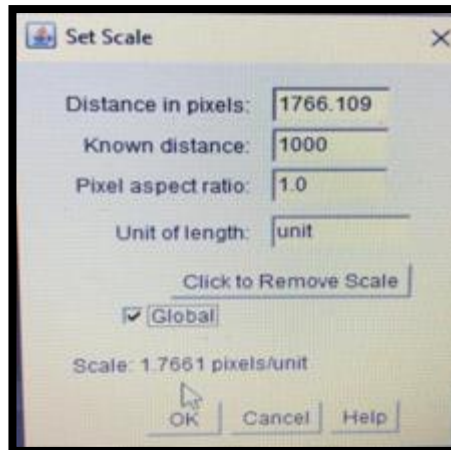 Set Scale
Distance in pixels: 1766.109
Known distance: 1000
Pixel aspect ratio: 1.0
Unit of length: unit
Click to Remove Scale
Global
Scale: 1.7661 pixels/unit
OK Cancel Help